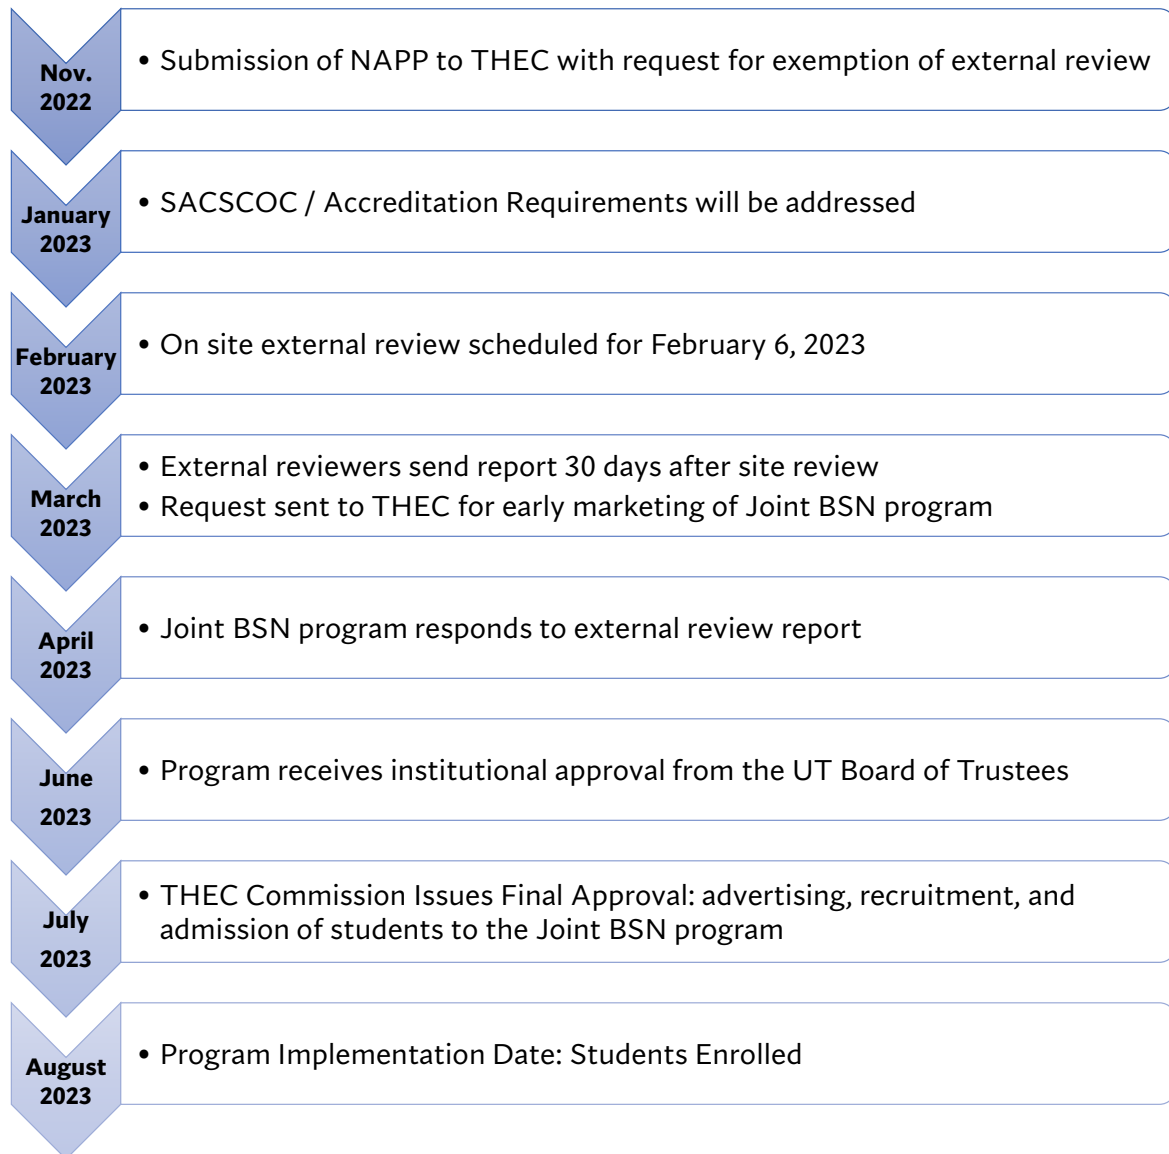 Nov.
2022
• Submission of NAPP to THEC with request for exemption of external review
January
2023
• SACSCOC / Accreditation Requirements will be addressed
February
2023
• On site external review scheduled for February 6, 2023
March
2023
• External reviewers send report 30 days after site review
• Request sent to THEC for early marketing of Joint BSN program
April
2023
• Joint BSN program responds to external review report
June
2023
• Program receives institutional approval from the UT Board of Trustees
July
2023
• THEC Commission Issues Final Approval: advertising, recruitment, and
admission of students to the Joint BSN program
August
2023
• Program Implementation Date: Students Enrolled